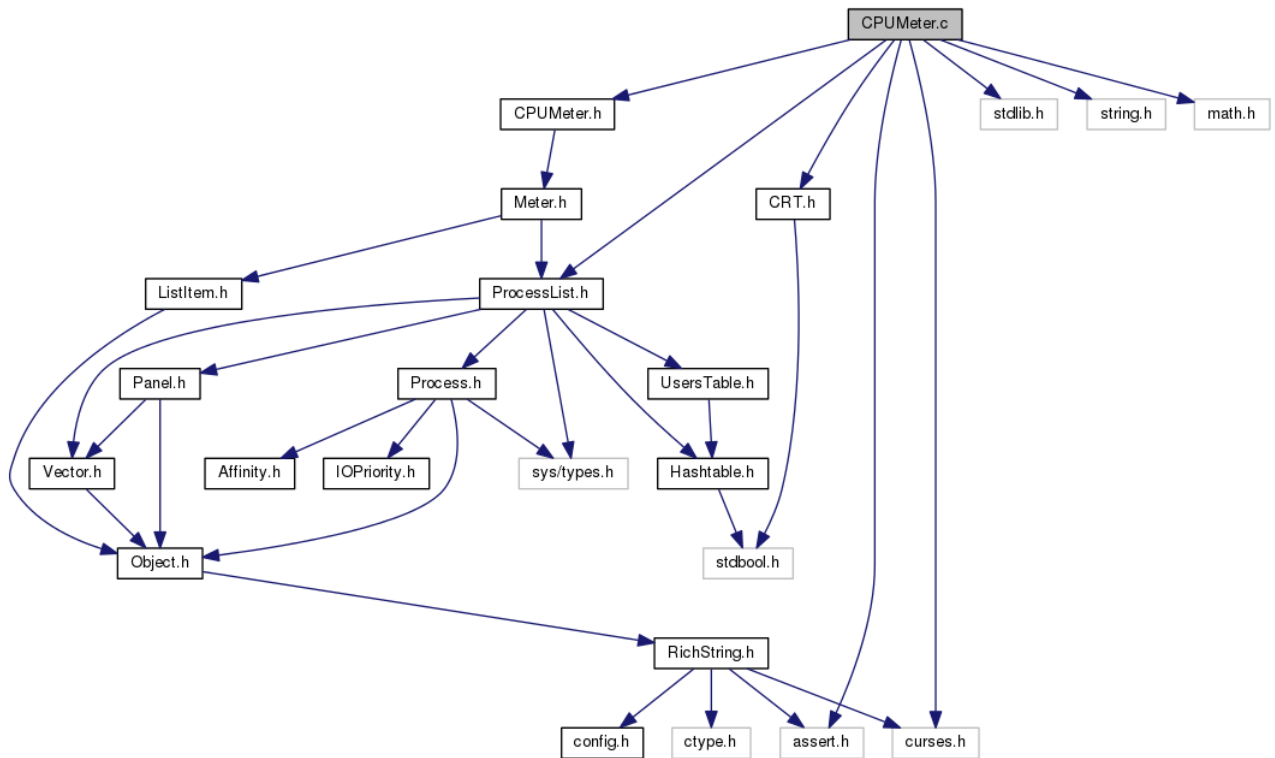 CPUMeter.c
CPUMeter.h
stdlib.h
string.h
math.h
Meter.h
CRT.h
ListItem.h
ProcessList.h
Panel.h
Process.h
UsersTable.h
Vector.h
Affinity.h
IOPriority.h
sys/types.h
Hashtable.h
Object.h
stdbool.h
RichString.h
config.h
ctype.h
assert.h
curses.h